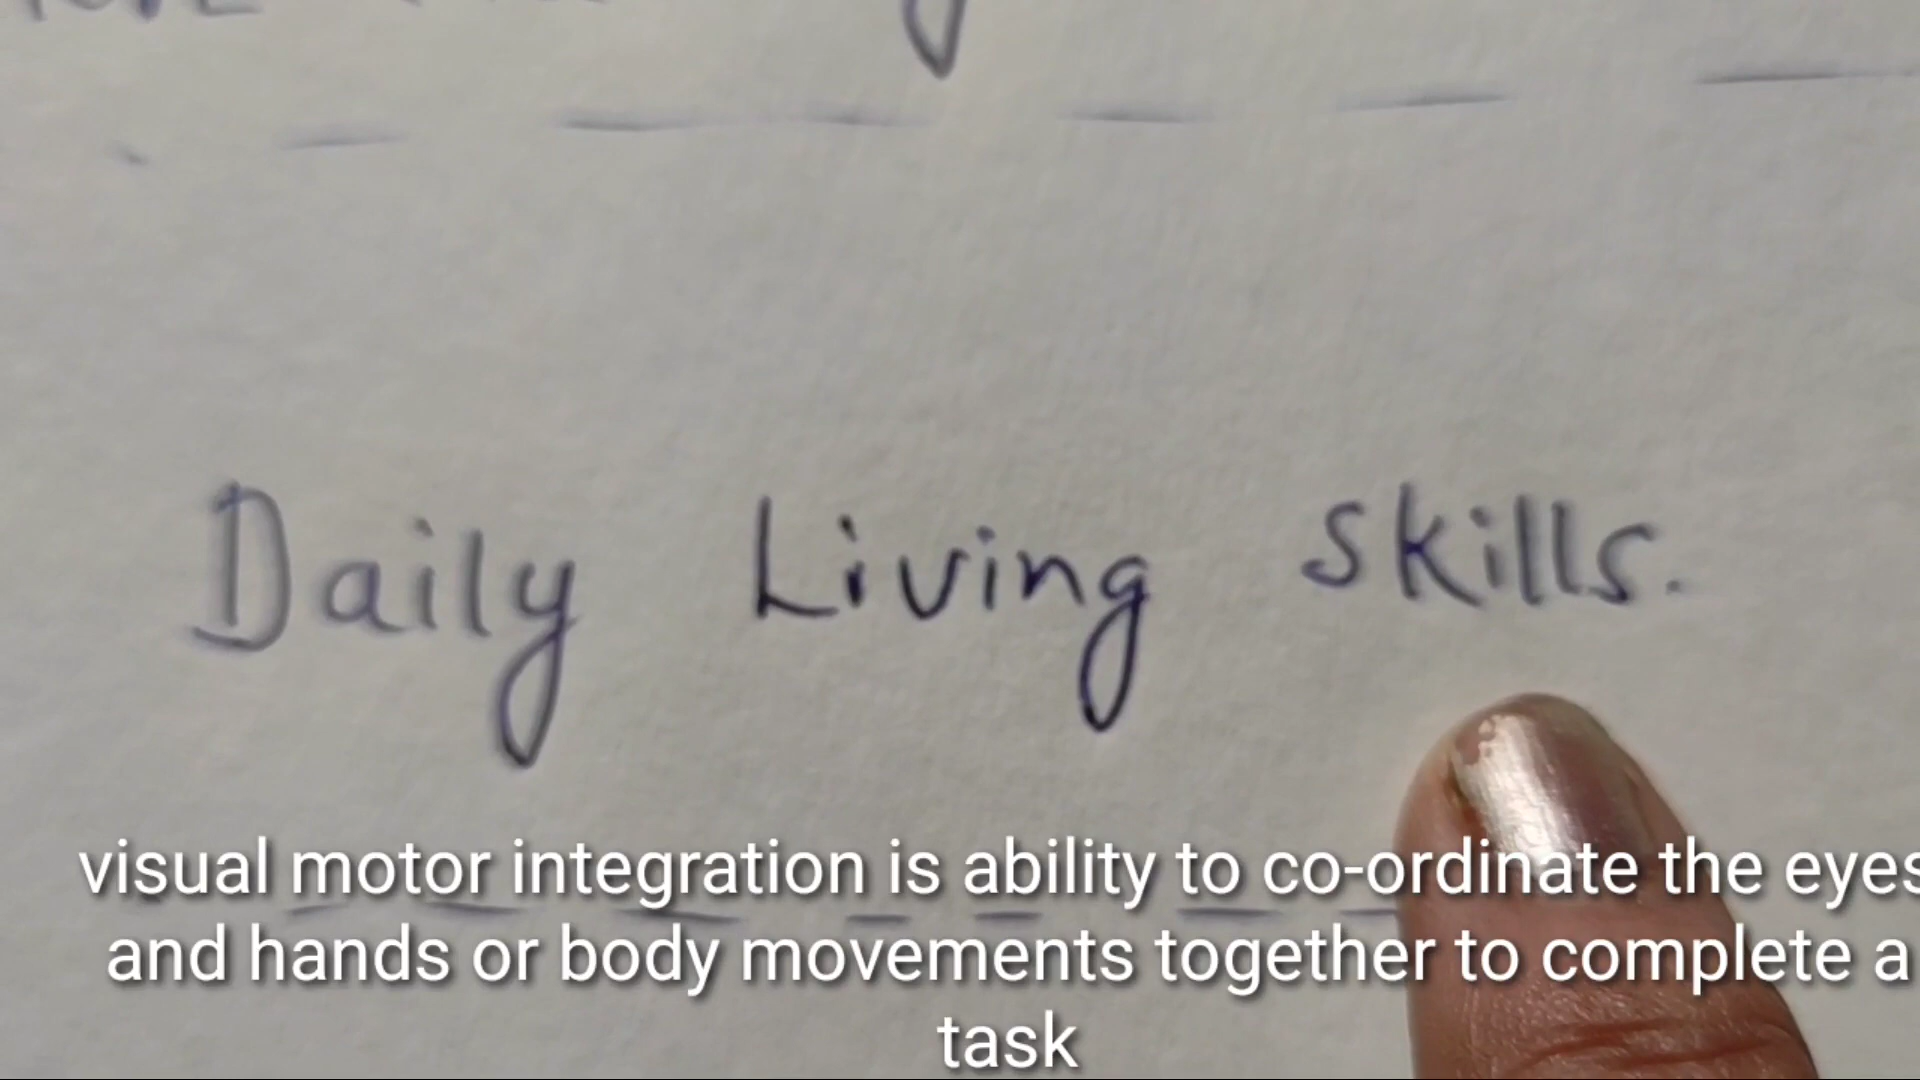 Daily Living skills.
visual motor integration is ability to co-ordinate the eyes
and hands or body movements together to complete a
task